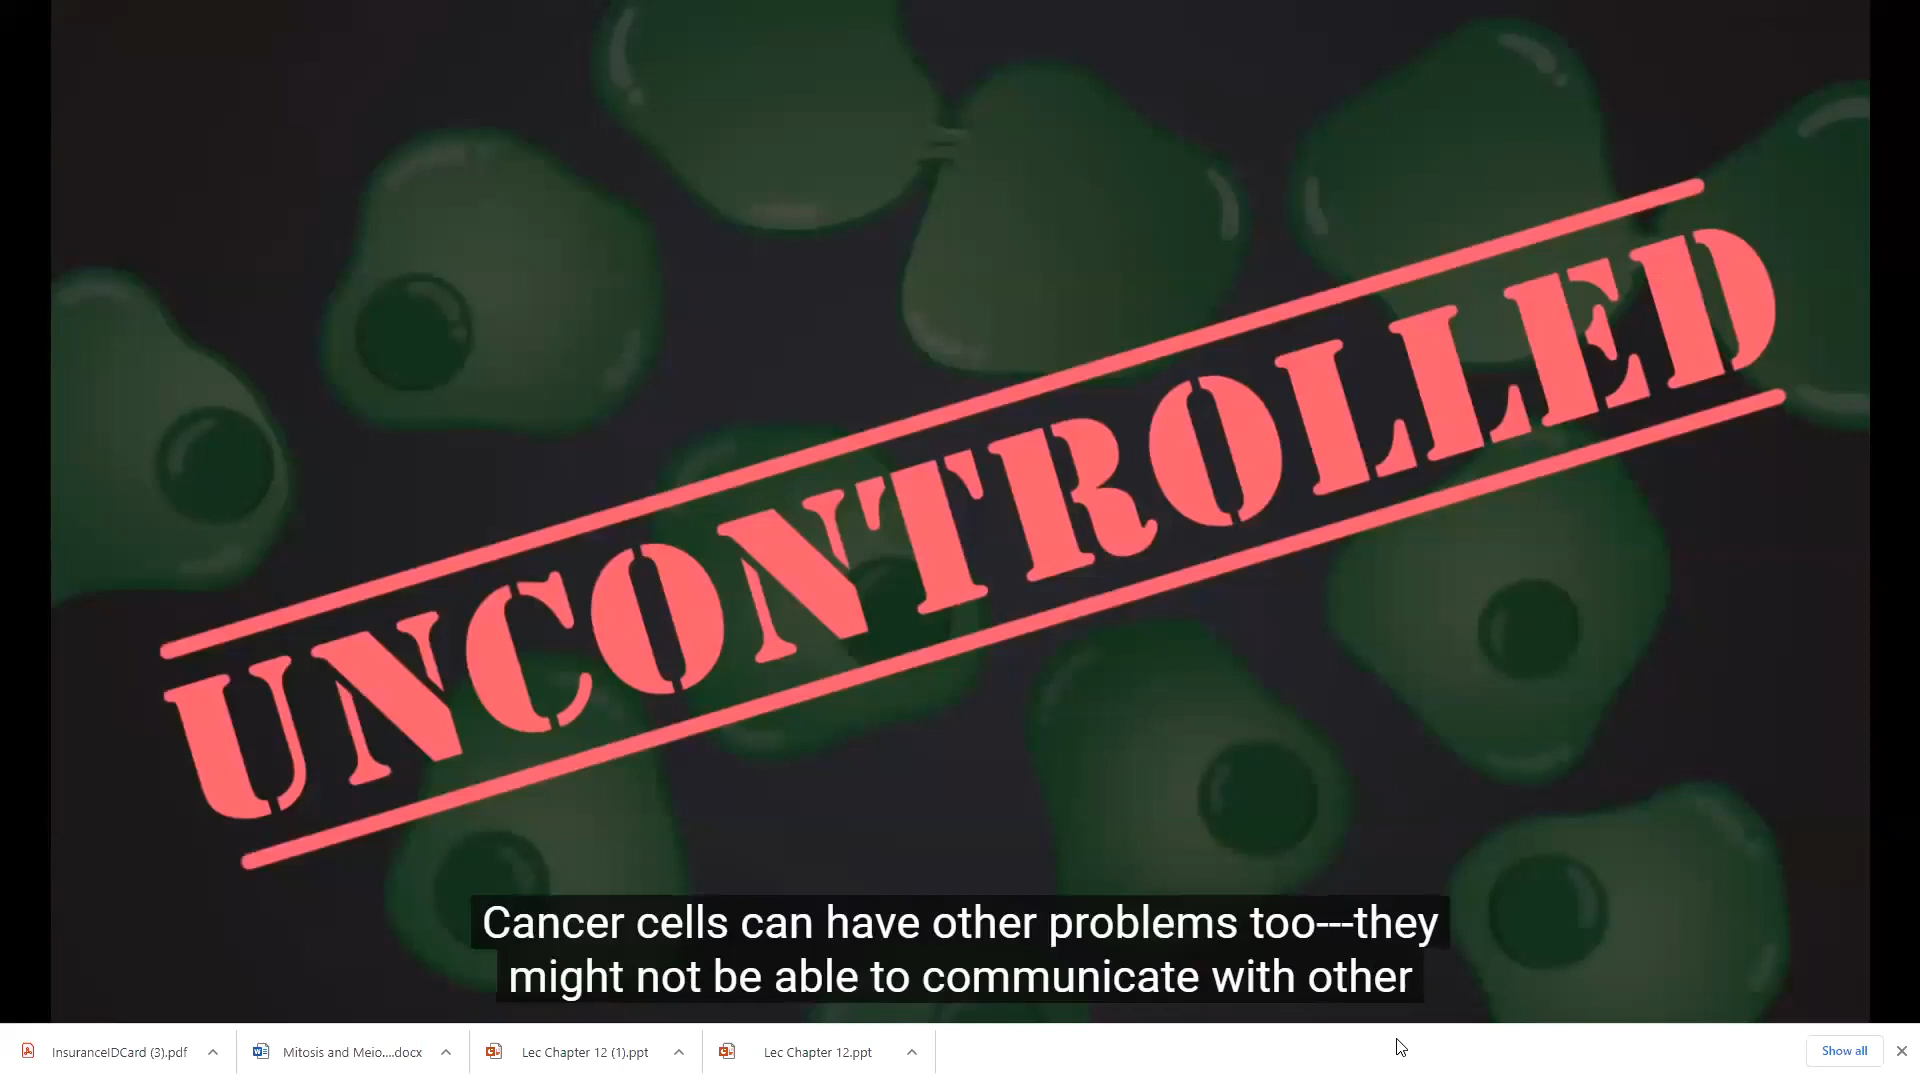 UNCONTROLLED
Cancer cells can have other problems too---they
might not be able to communicate with other
InsuranceIDCard (3).pdf
Mitosis and Meio....docx
Lec Chapter 12 (1).ppt
Lec Chapter 12.ppt
Show all